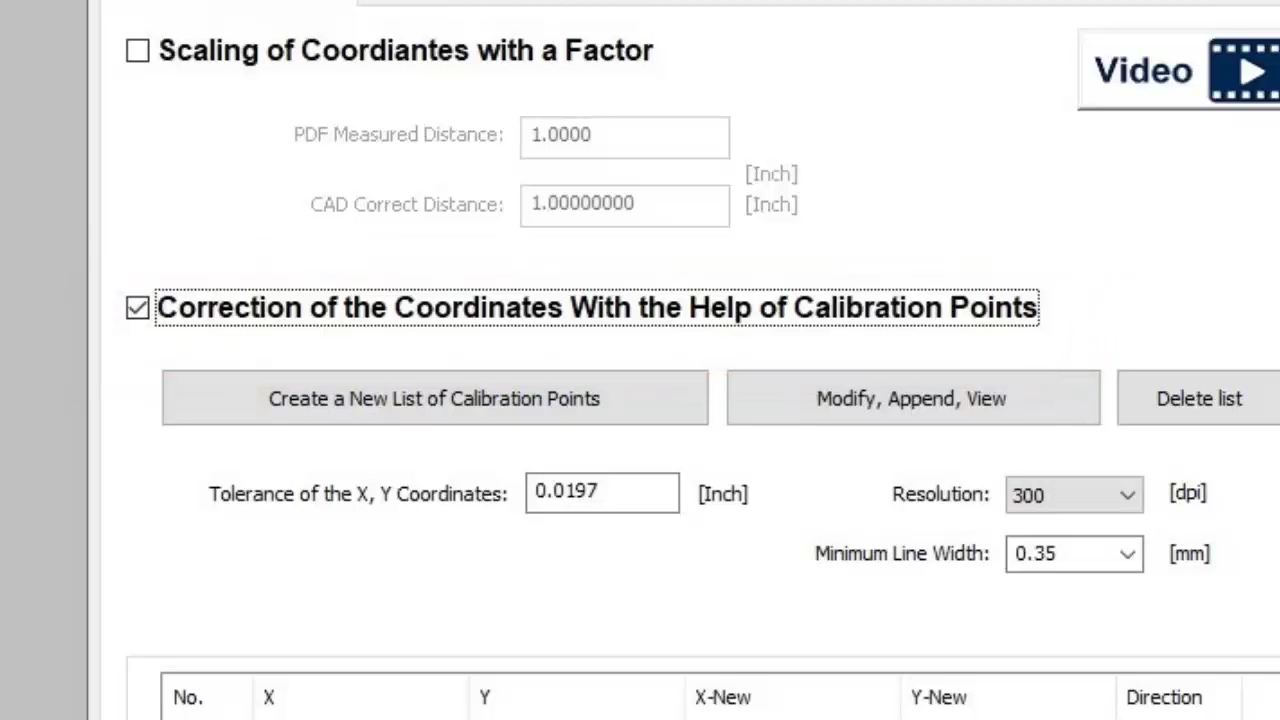 Scaling of Coordiantes with a Factor
Video
PDF Measured Distance: 1.0000
[Inch]
CAD Correct Distance: 1.00000000 [Inch]
Correction of the Coordinates With the Help of Calibration Points
Create a New List of Calibration Points Modify, Append, View Delete list
Tolerance of the X, Y Coordinates: 0.0197 [Inch] Resolution: 300 [dpi]
Minimum Line Width: 0.35 [mm]
No. X Y X-New Y-New Direction